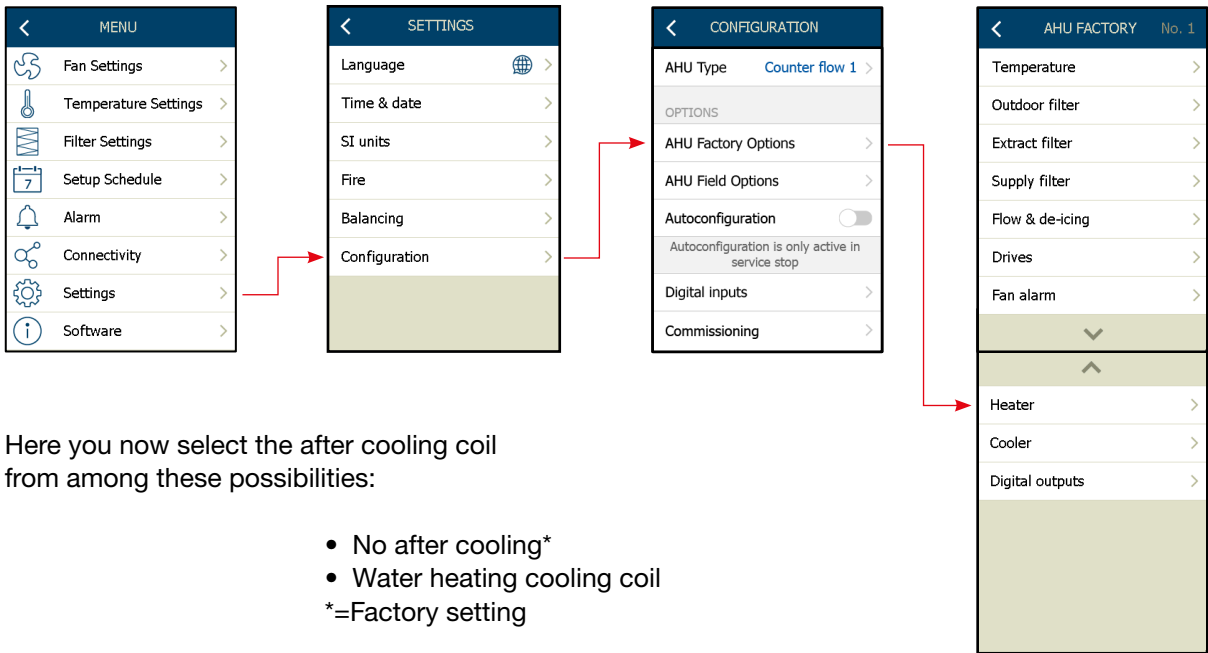 MENU
Fan Settings
Temperature Settings
Filter Settings
7
Setup Schedule
Alarm
Connectivity
Settings
i
Software
SETTINGS
Language
Time & date
SI units
Fire
Balancing
Configuration
CONFIGURATION
AHU Type Counter flow 1
OPTIONS
AHU Factory Options
AHU Field Options
Autoconfiguration
Autoconfiguration is only active in
service stop
Digital inputs
Commissioning
AHU FACTORY No. 1
Temperature
Outdoor filter
Extract filter
Supply filter
Flow & de-icing
Drives
Fan alarm
Heater
Cooler
Digital outputs
Here you now select the after cooling coil
from among these possibilities:
• No after cooling*
• Water heating cooling coil
*=Factory setting